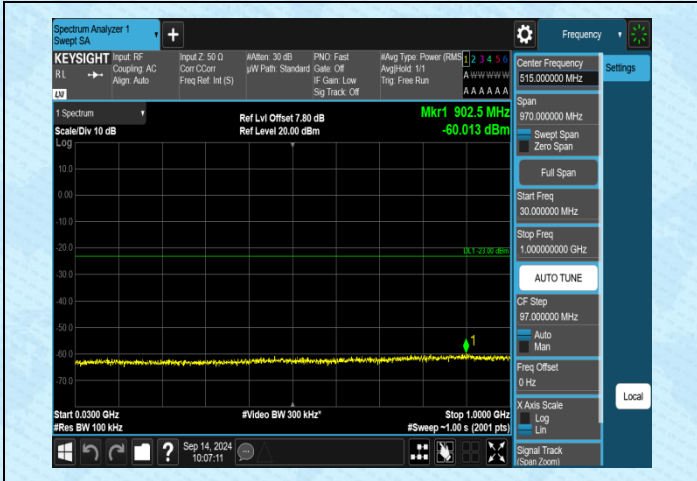 Spectrum Analyzer 1
Swept SA
+
Frequency
KEYSIGHT
RL
LXI
Input: RF
Coupling: AC
Align: Auto
Input Z: 50 Ω
Corr CCorr
Freq Ref: Int (S)
#Atten: 30 dB
µW Path: Standard
PNO: Fast
Gate: Off
IF Gain: Low
Sig Track: Off
#Avg Type: Power (RMS
Avg|Hold: 1/1
Trig: Free Run
1 2 3 4 5 6
A W W W W W
A A A A A A
1 Spectrum
Scale/Div 10 dB
Log
Ref Lvl Offset 7.80 dB
Ref Level 20.00 dBm
Mkr1 902.5 MHz
-60.013 dBm
10.0
0.00
-10.0
-20.0
DL1 -23.00 dBm
-30.0
-40.0
-50.0
1
-60.0
-70.0
Start 0.0300 GHz
#Res BW 100 kHz
#Video BW 300 kHz*
Stop 1.0000 GHz
#Sweep ~1.00 s (2001 pts)
Center Frequency
515.000000 MHz
Settings
Span
970.000000 MHz
Swept Span
Zero Span
Full Span
Start Freq
30.000000 MHz
Stop Freq
1.000000000 GHz
AUTO TUNE
CF Step
97.000000 MHz
Auto
Man
Freq Offset
0 Hz
X Axis Scale
Log
Lin
Local
Signal Track
(Span Zoom)
?
Sep 14, 2024
10:07:11